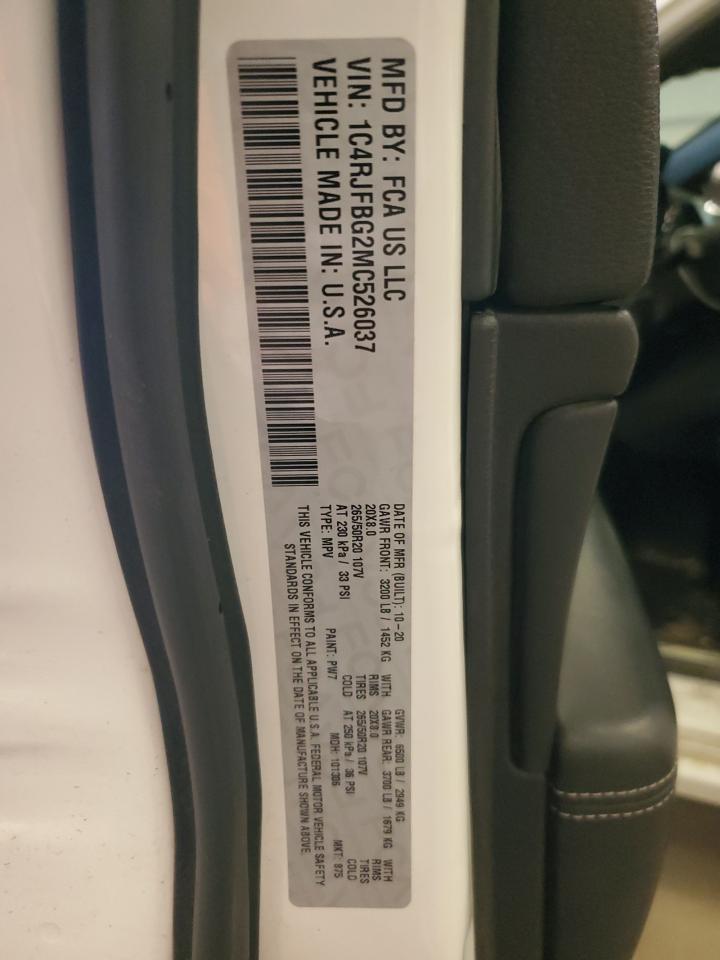 MFD BY: FCA US LLC
VIN: 1C4RJFBG2MC526037
VEHICLE MADE IN: U.S.A.
DATE OF MFR (BUILT): 10-20 GVWR: 6500 LB / 2949 KG
GAWR FRONT: 3200 LB / 1452 KG WITH GAWR REAR: 3700 LB / 1679 KG WITH
20X8.0 RIMS 20X8.0 RIMS
265/50R20 107V TIRES 265/50R20 107V TIRES
AT 230 kPa / 33 PSI COLD AT 250 kPa / 36 PSI COLD
TYPE: MPV PAINT: PW7 MDH: 101306 MKT: 875
THIS VEHICLE CONFORMS TO ALL APPLICABLE U.S.A. FEDERAL MOTOR VEHICLE SAFETY
STANDARDS IN EFFECT ON THE DATE OF MANUFACTURE SHOWN ABOVE.